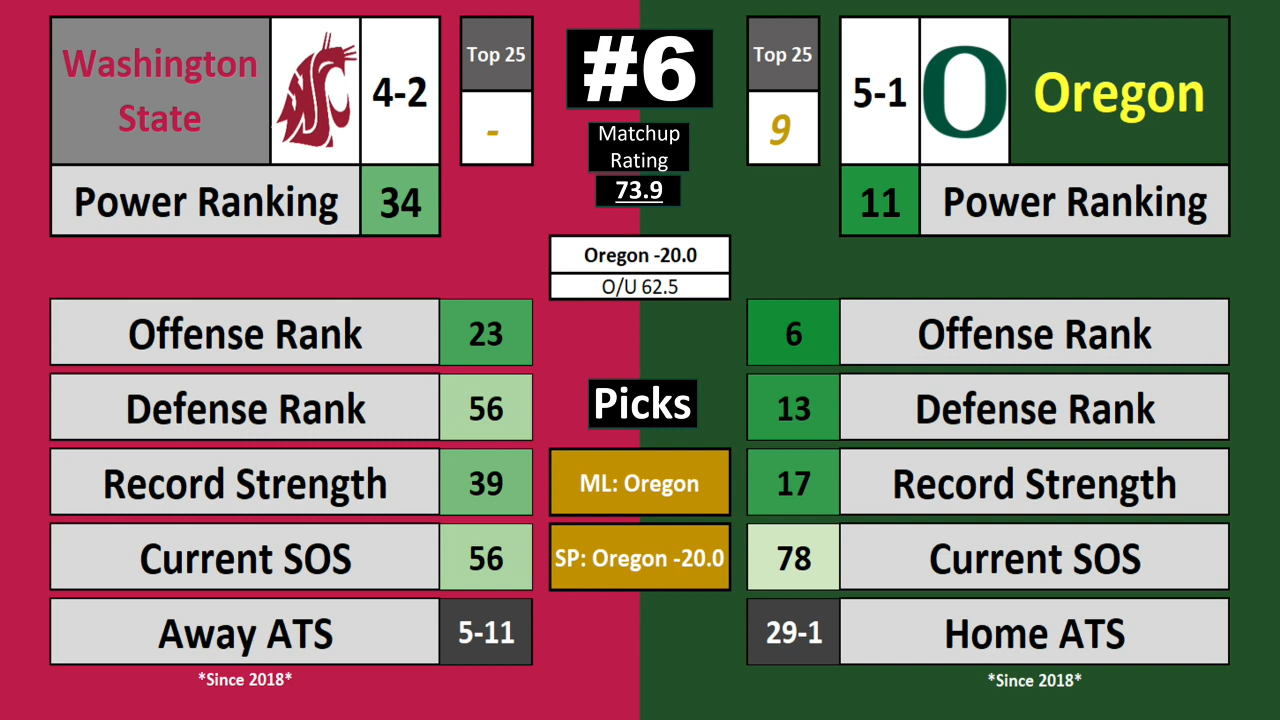 Washington
State
4-2
Top 25
-
#6
Matchup
Rating
73.9
Top 25
9
5-1
O
Oregon
Power Ranking
34
11
Power Ranking
Oregon -20.0
O/U 62.5
Offense Rank
23
6
Offense Rank
Defense Rank
56
Picks
13
Defense Rank
Record Strength
39
ML: Oregon
17
Record Strength
Current SOS
56
SP: Oregon -20.0
78
Current SOS
Away ATS
5-11
29-1
Home ATS
*Since 2018*
*Since 2018*